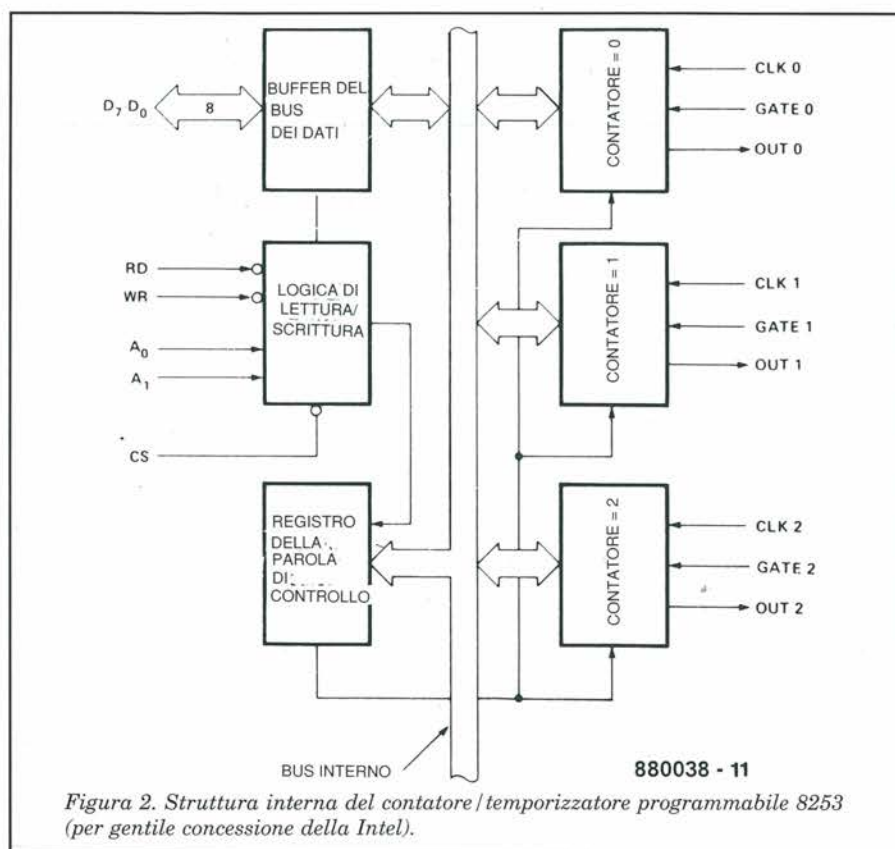 BUFFER DEL
BUS
DEI DATI
D7 D0
8
RD
WR
A0
A1
CS
LOGICA DI
LETTURA/
SCRITTURA
REGISTRO
DELLA
PAROLA
DI
CONTROLLO
CONTATORE = 0
CLK 0
GATE 0
OUT 0
CONTATORE = 1
CLK 1
GATE 1
OUT 1
CONTATORE = 2
CLK 2
GATE 2
OUT 2
BUS INTERNO
880038 - 11
Figura 2. Struttura interna del contatore / temporizzatore programmabile 8253
(per gentile concessione della Intel).